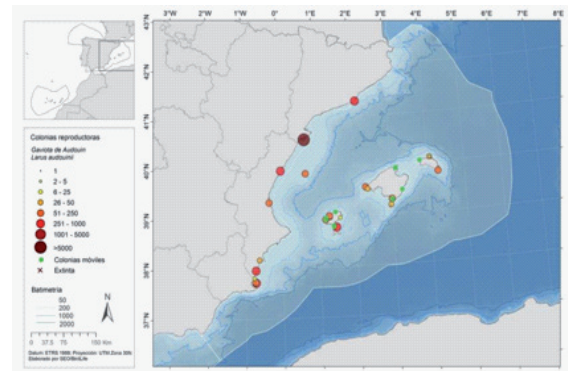 3°W 2°W 1°W 0° 1°E 2°E 3°E 4°E 5°E 6°E 7°E 8°E
43°N
42°N
41°N
40°N
39°N
38°N
37°N
Colonias reproductoras
Gaviota de Audouin
Larus audouinii
1
2 - 5
6 - 25
26 - 50
51 - 250
251 - 1000
1001 - 5000
>5000
Colonias móviles
Extinta
Batimetría
50
200
1000
2000
N
0 37.5 75 150 Km
Datum: ETRS 1989; Proyección: UTM Zona 30N
Elaborado por SEO/BirdLife